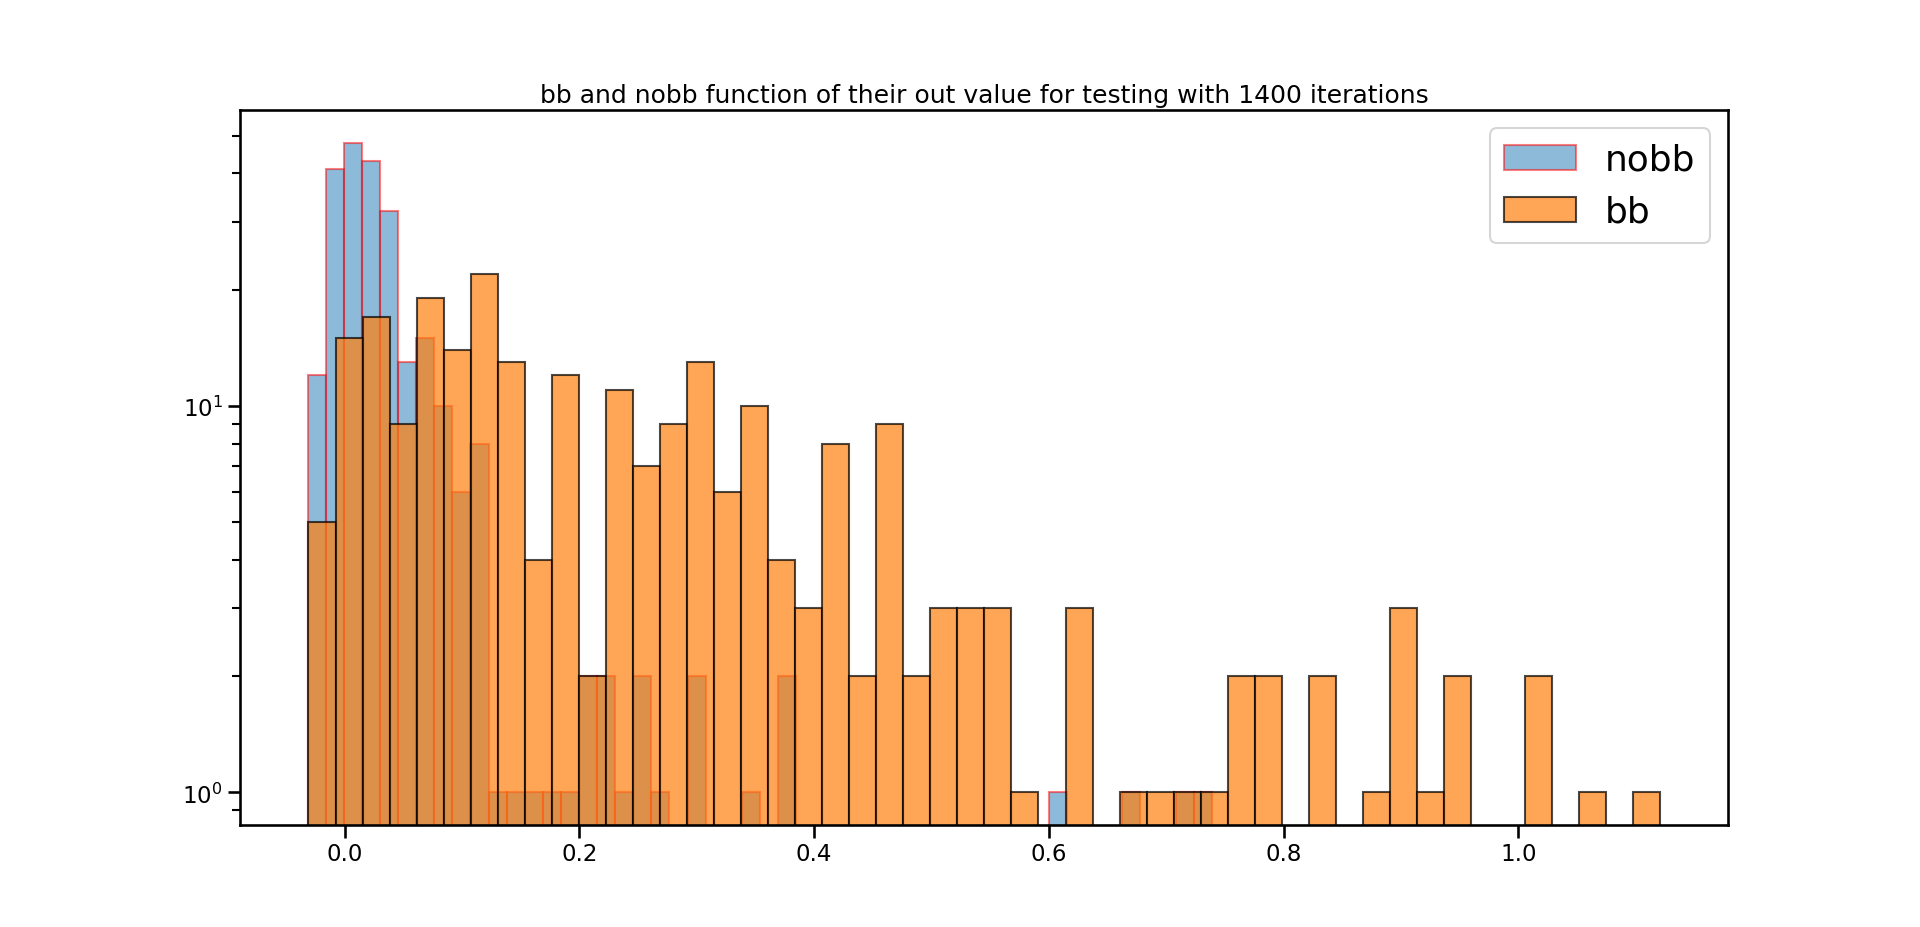 bb and nobb function of their out value for testing with 1400 iterations
nobb
bb
10¹
10⁰
0.0 0.2 0.4 0.6 0.8 1.0